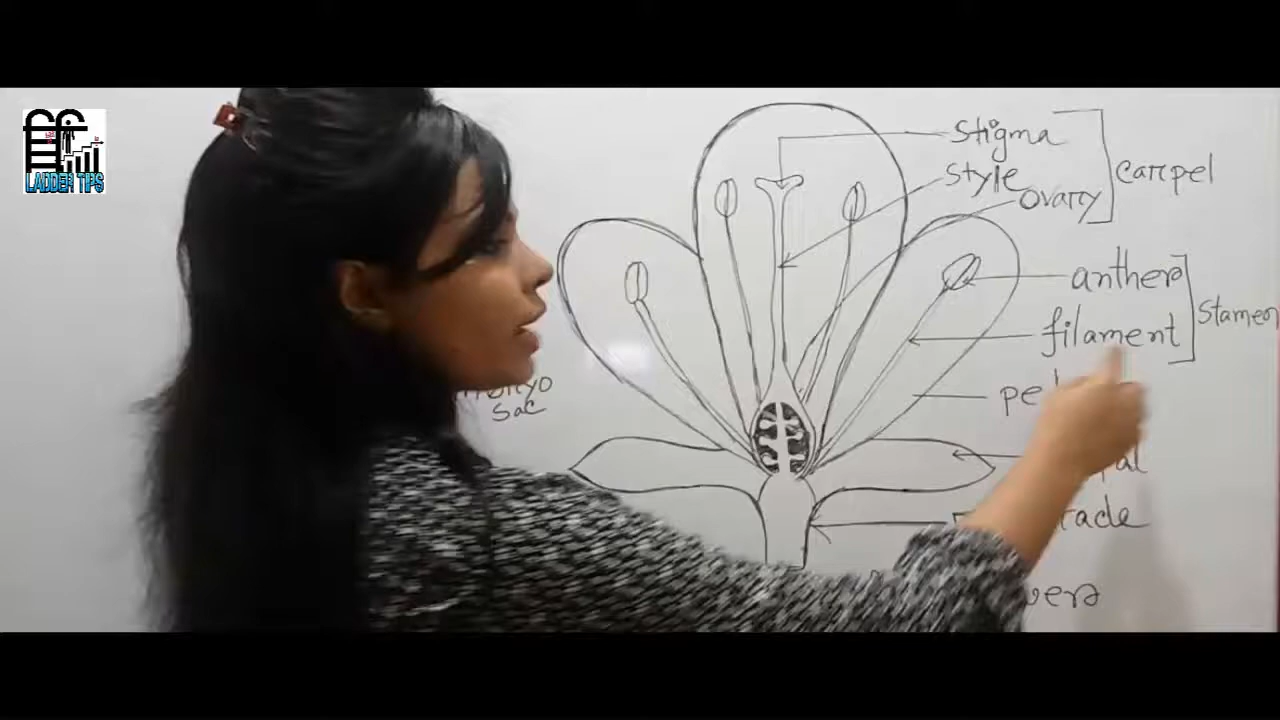 LADDER TIPS
Stigma
Style
Ovary
Carpel
anther
filament
Stamen
Sac